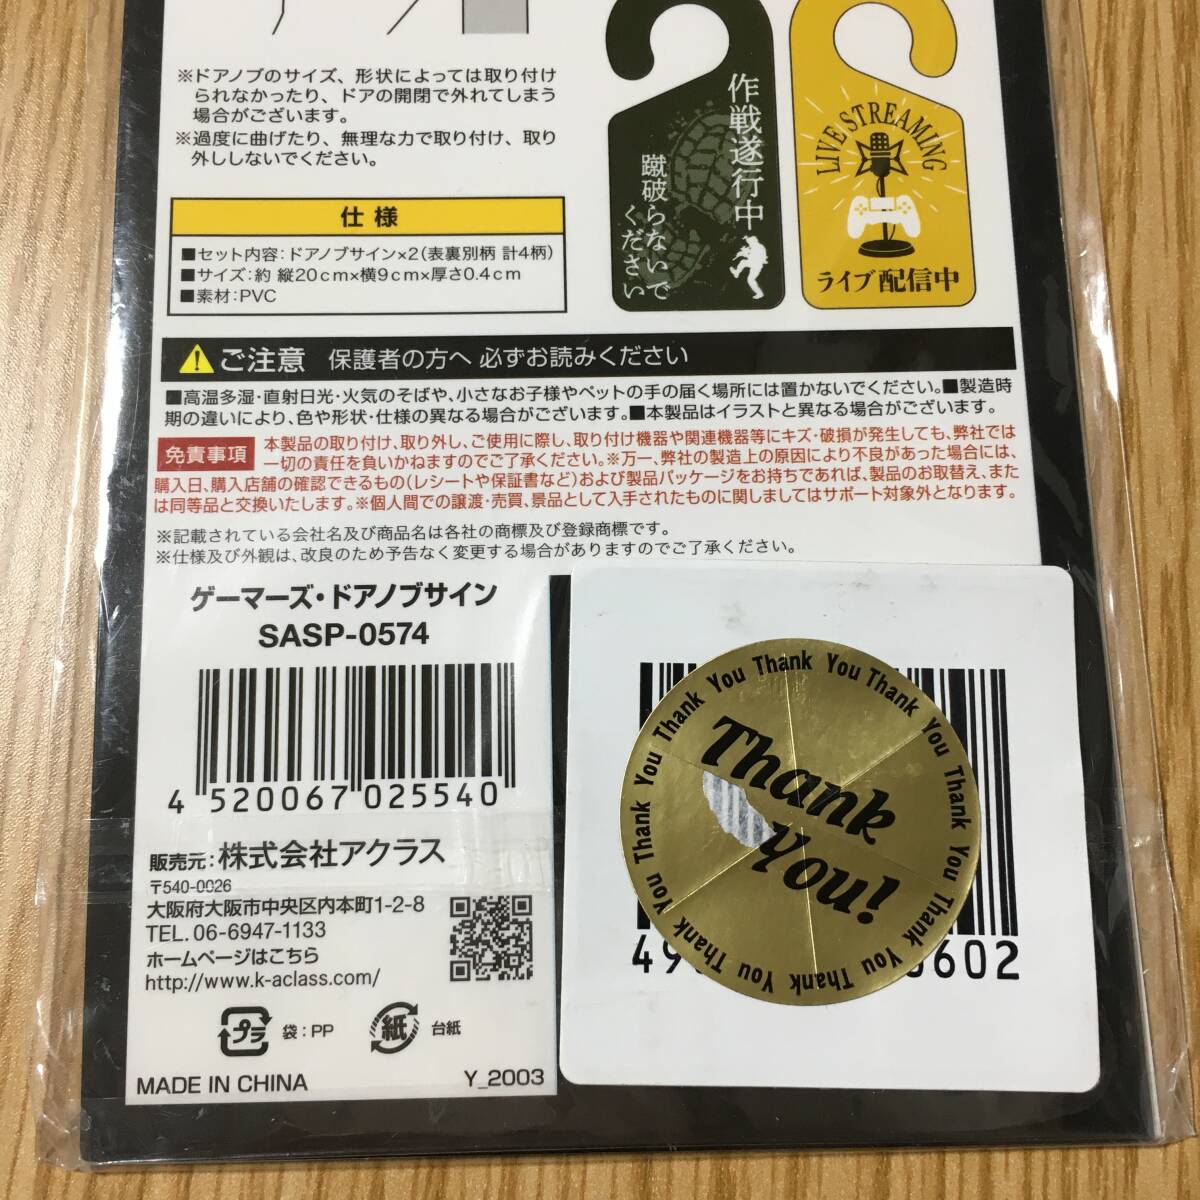 ※ドアノブのサイズ、形状によっては取り付け
られなかったり、ドアの開閉で外れてしまう
場合がございます。
※過度に曲げたり、無理な力で取り付け、取り
外ししないでください。
作戦遂行中
蹴破らないで
ください
LIVE STREAMING
ライブ配信中
仕様
■セット内容:ドアノブサイン×2(表裏別柄 計4柄)
■サイズ:約 縦20cm×横9cm×厚さ0.4cm
■素材:PVC
ご注意 保護者の方へ 必ずお読みください
■高温多湿・直射日光・火気のそばや、小さなお子様やペットの手の届く場所には置かないでください。■製造時
期の違いにより、色や形状・仕様の異なる場合がございます。■本製品はイラストと異なる場合がございます。
免責事項
本製品の取り付け、取り外し、ご使用に際し、取り付け機器や関連機器等にキズ・破損が発生しても、弊社では
一切の責任を負いかねますのでご了承ください。※万一、弊社の製造上の原因により不良があった場合には、
購入日、購入店舗の確認できるもの(レシートや保証書など)および製品パッケージをお持ちであれば、製品のお取替え、また
は同等品と交換いたします。※個人間での譲渡・売買、景品として入手されたものに関しましてはサポート対象外となります。
※記載されている会社名及び商品名は各社の商標及び登録商標です。
※仕様及び外観は、改良のため予告なく変更する場合がありますのでご了承ください。
ゲーマーズ・ドアノブサイン
SASP-0574
4 520067 025540
販売元:株式会社アクラス
〒540-0026
大阪府大阪市中央区内本町1-2-8
TEL. 06-6947-1133
ホームページはこちら
http://www.k-aclass.com/
プラ
袋:PP
紙
台紙
MADE IN CHINA
Y_2003
Thank You Thank You Thank You Thank You Thank You Thank You Thank You Thank You
Thank
you!
49
602